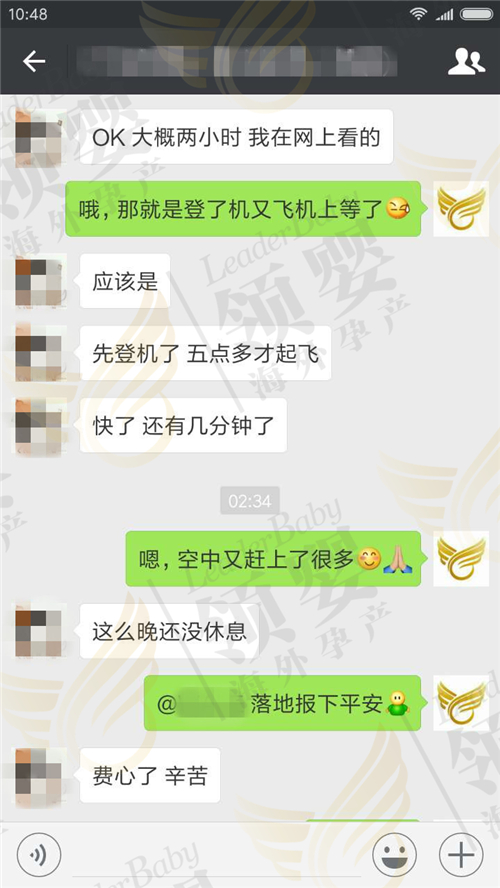 10:48
OK 大概两小时 我在网上看的
哦,那就是登了机又飞机上等了
应该是
先登机了 五点多才起飞
快了 还有几分钟了
02:34
嗯,空中又赶上了很多
这么晚还没休息
@ 落地报下平安
费心了 辛苦
LeaderBaby
领婴
海外孕产